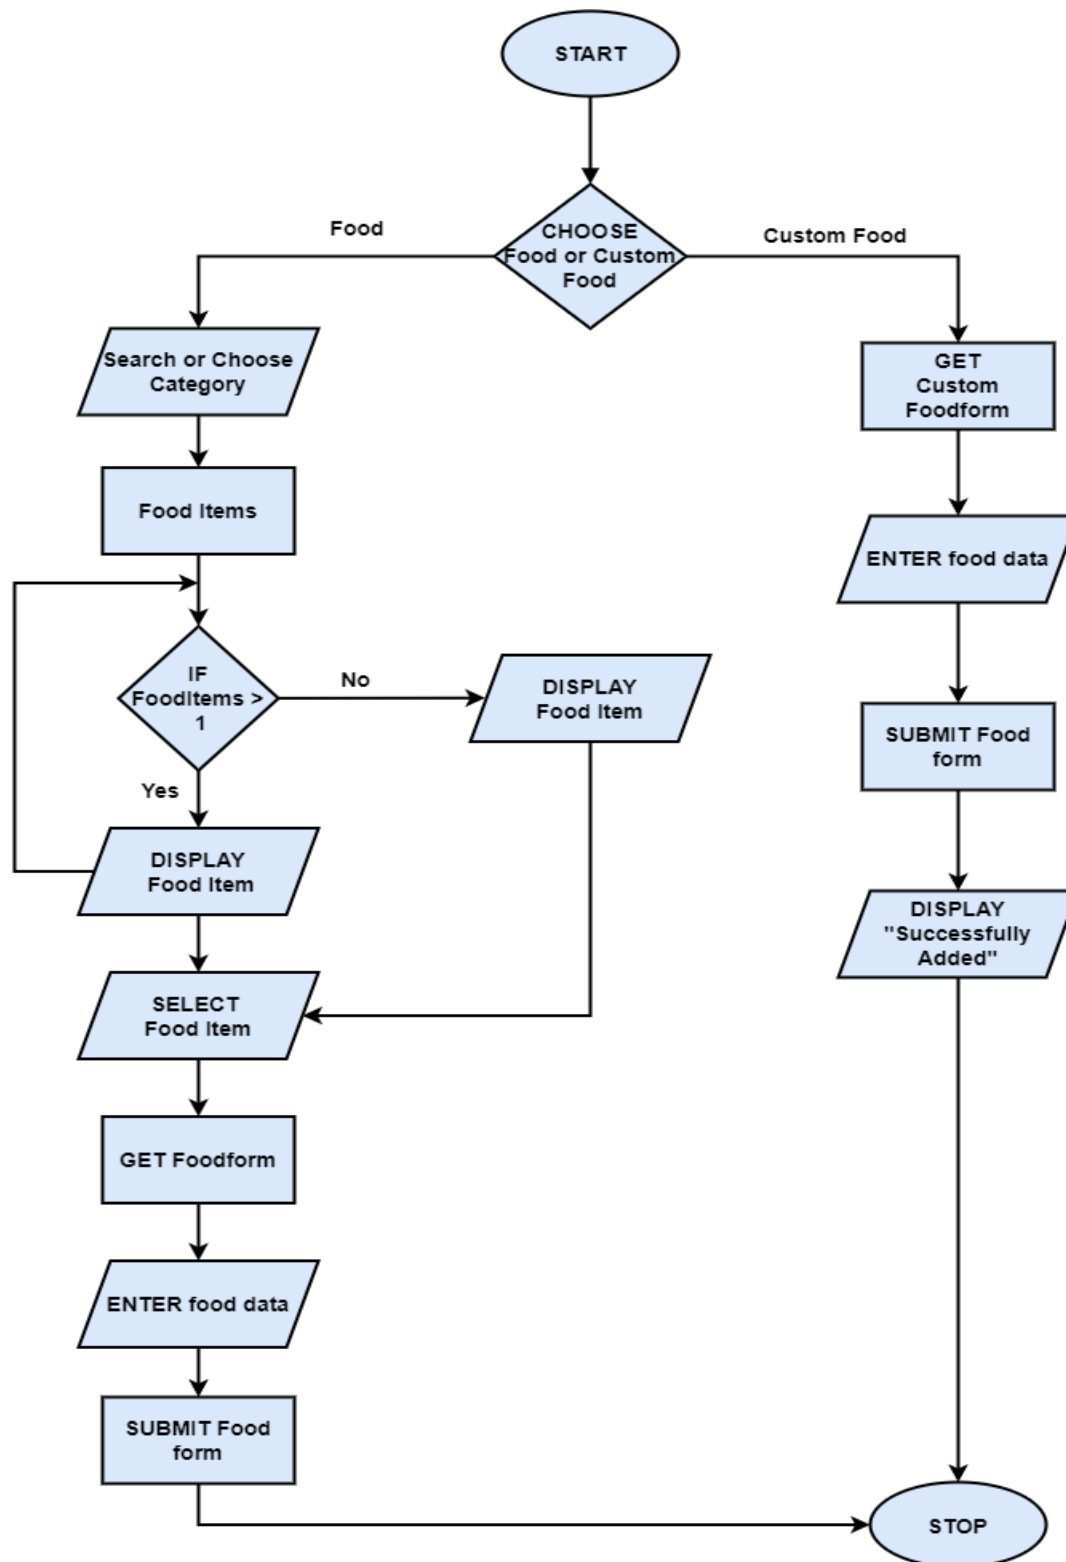 START
CHOOSE
Food or Custom
Food
Food
Custom Food
Search or Choose
Category
GET
Custom
Foodform
Food Items
ENTER food data
IF
FoodItems >
1
No
DISPLAY
Food Item
SUBMIT Food
form
Yes
DISPLAY
Food Item
DISPLAY
"Successfully
Added"
SELECT
Food Item
GET Foodform
ENTER food data
SUBMIT Food
form
STOP